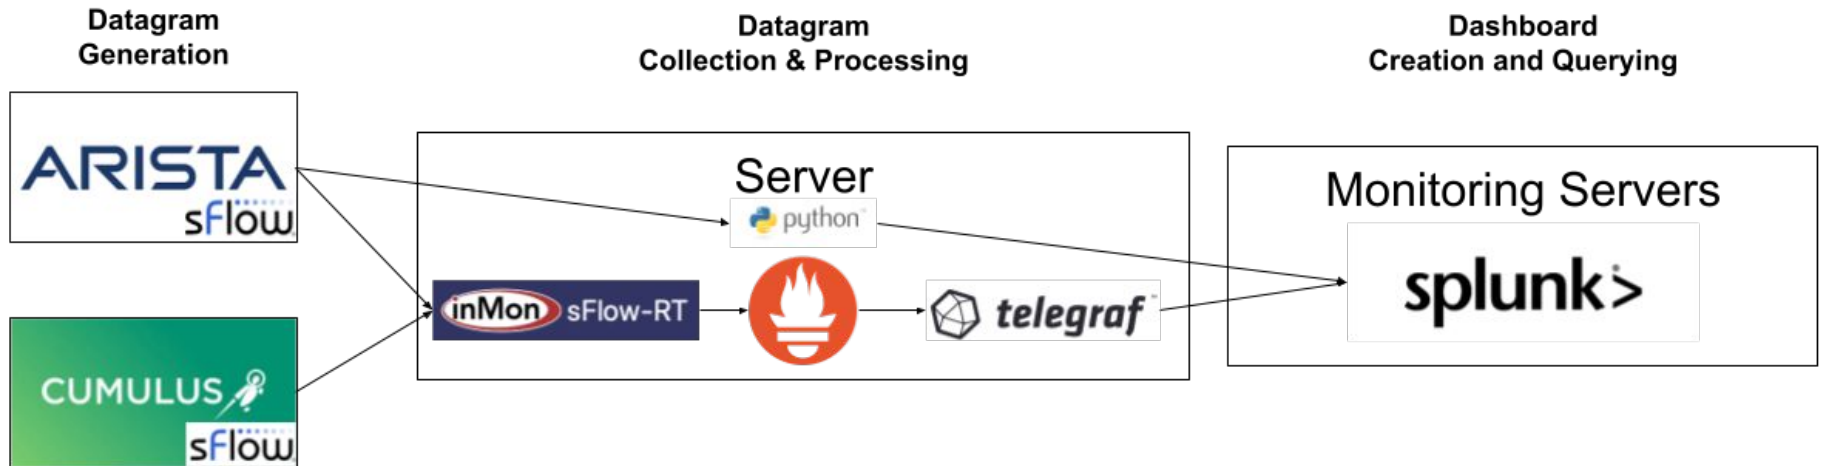 Datagram
Generation
Datagram
Collection & Processing
Dashboard
Creation and Querying
ARISTA
sFlow
Server
python
Monitoring Servers
splunk>
inMon sFlow-RT
telegraf
CUMULUS
sFlow